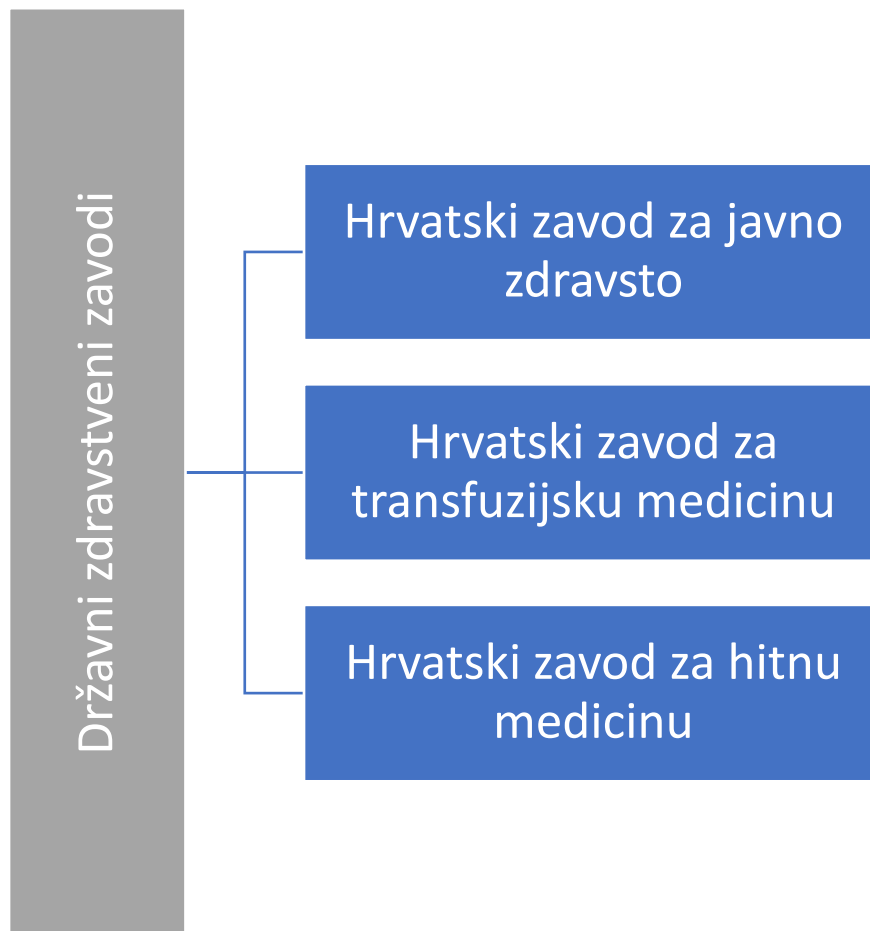 Državni zdravstveni zavodi
Hrvatski zavod za javno
zdravsto
Hrvatski zavod za
transfuzijsku medicinu
Hrvatski zavod za hitnu
medicinu